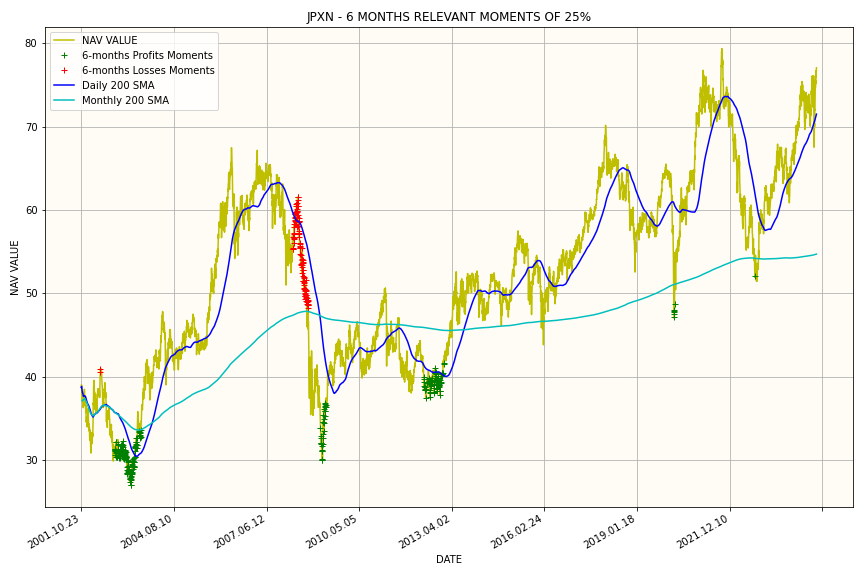 JPXN - 6 MONTHS RELEVANT MOMENTS OF 25%
NAV VALUE
6-months Profits Moments
6-months Losses Moments
Daily 200 SMA
Monthly 200 SMA
80
70
60
50
40
30
NAV VALUE
2001.10.23
2004.08.10
2007.06.12
2010.05.05
2013.04.02
2016.02.24
2019.01.18
2021.12.10
DATE